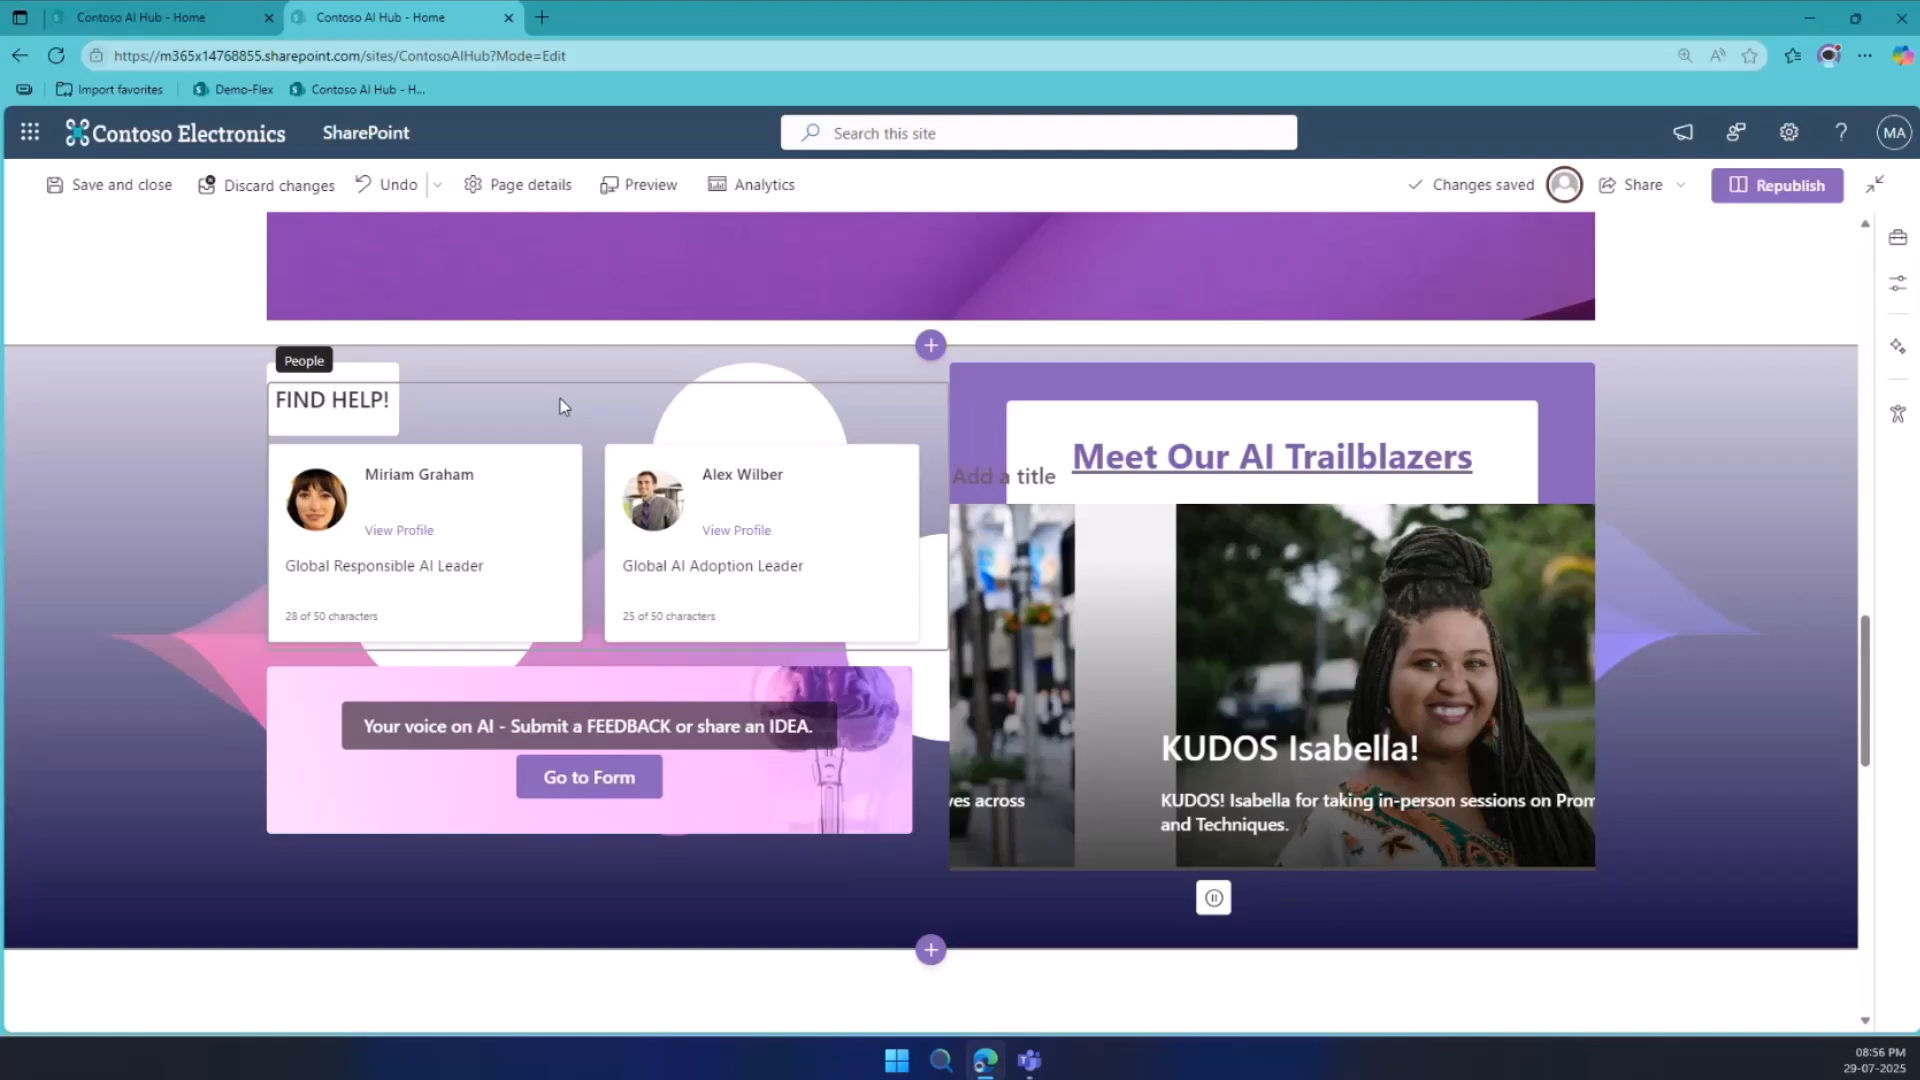 Contoso AI Hub - Home
Contoso AI Hub - Home
https://m365x14768855.sharepoint.com/sites/ContosoAIHub?Mode=Edit
Import favorites
Demo-Flex
Contoso AI Hub - H...
Contoso Electronics
SharePoint
Search this site
MA
Save and close
Discard changes
Undo
Page details
Preview
Analytics
Changes saved
Share
Republish
People
FIND HELP!
Miriam Graham
View Profile
Global Responsible AI Leader
28 of 50 characters
Alex Wilber
View Profile
Global AI Adoption Leader
25 of 50 characters
Your voice on AI - Submit a FEEDBACK or share an IDEA.
Go to Form
Meet Our AI Trailblazers
Add a title
ves across
KUDOS Isabella!
KUDOS! Isabella for taking in-person sessions on Prom
and Techniques.
08:56 PM
29-07-2025